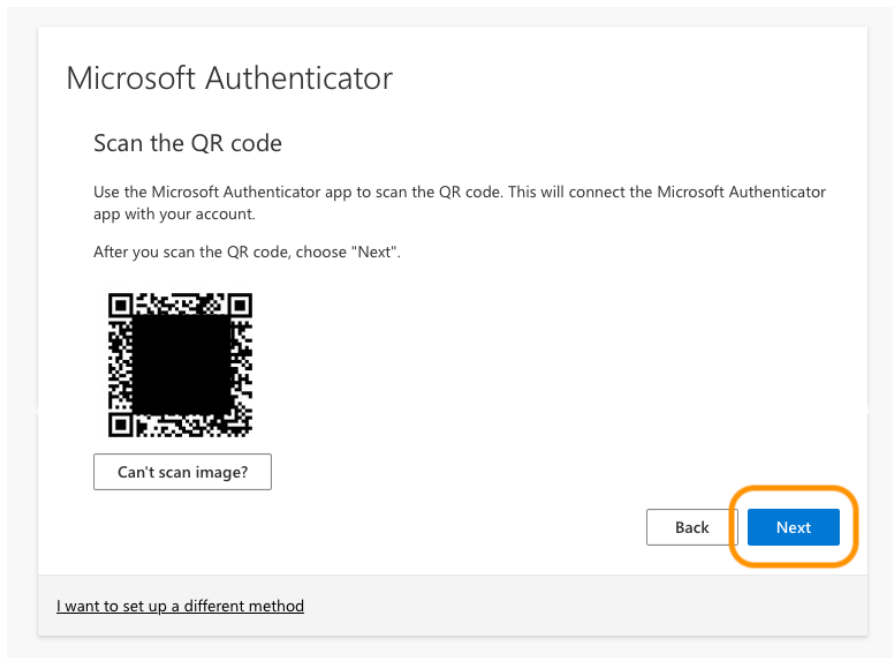 Microsoft Authenticator
Scan the QR code
Use the Microsoft Authenticator app to scan the QR code. This will connect the Microsoft Authenticator
app with your account.
After you scan the QR code, choose "Next".
Can't scan image?
Back
Next
I want to set up a different method